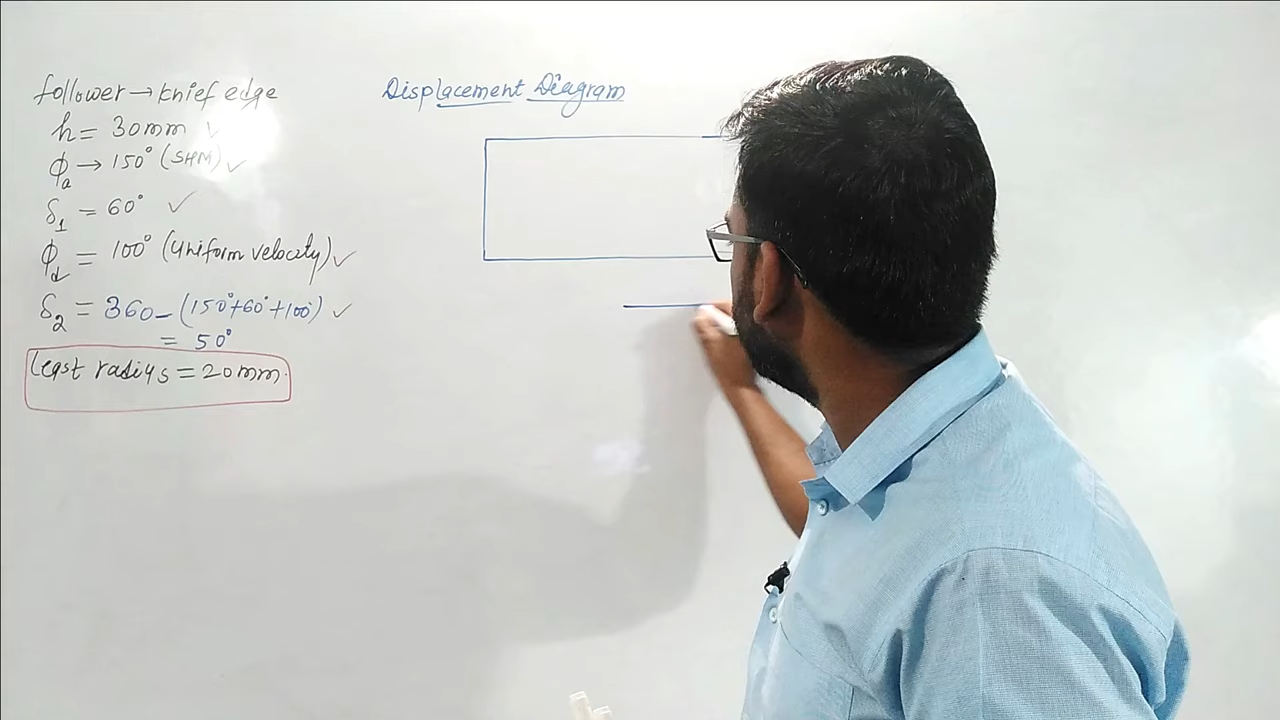 follower → Knief edge
h = 30mm ✓
ϕa → 150° (SHM) ✓
δ1 = 60° ✓
ϕd = 100° (Uniform velocity) ✓
δ2 = 360 - (150°+60°+100°) ✓
= 50°
least radius = 20mm.
Displacement Diagram